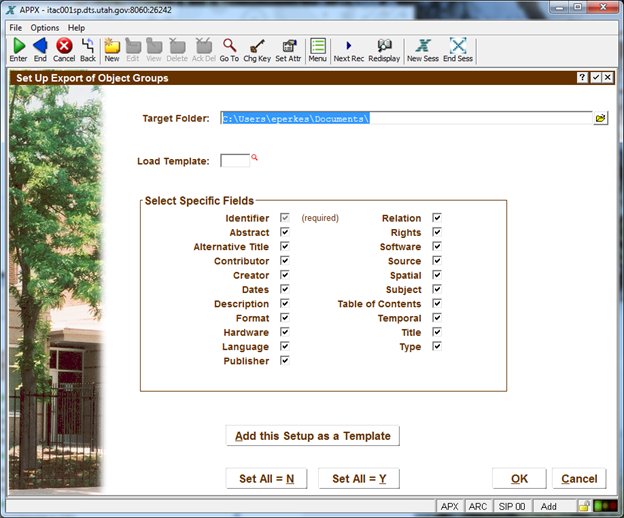 APPX - itac001sp.dts.utah.gov:8060:26242
File Options Help
Enter End Cancel Back New Edit View Delete Ack Del Go To Chg Key Set Attr Menu Next Rec Redisplay New Sess End Sess
Set Up Export of Object Groups
Target Folder: C:\Users\eperkes\Documents\
Load Template:
Select Specific Fields
Identifier (required) Relation
Abstract Rights
Alternative Title Software
Contributor Source
Creator Spatial
Dates Subject
Description Table of Contents
Format Temporal
Hardware Title
Language Type
Publisher
Add this Setup as a Template
Set All = N Set All = Y OK Cancel
APX ARC SIP 00 Add